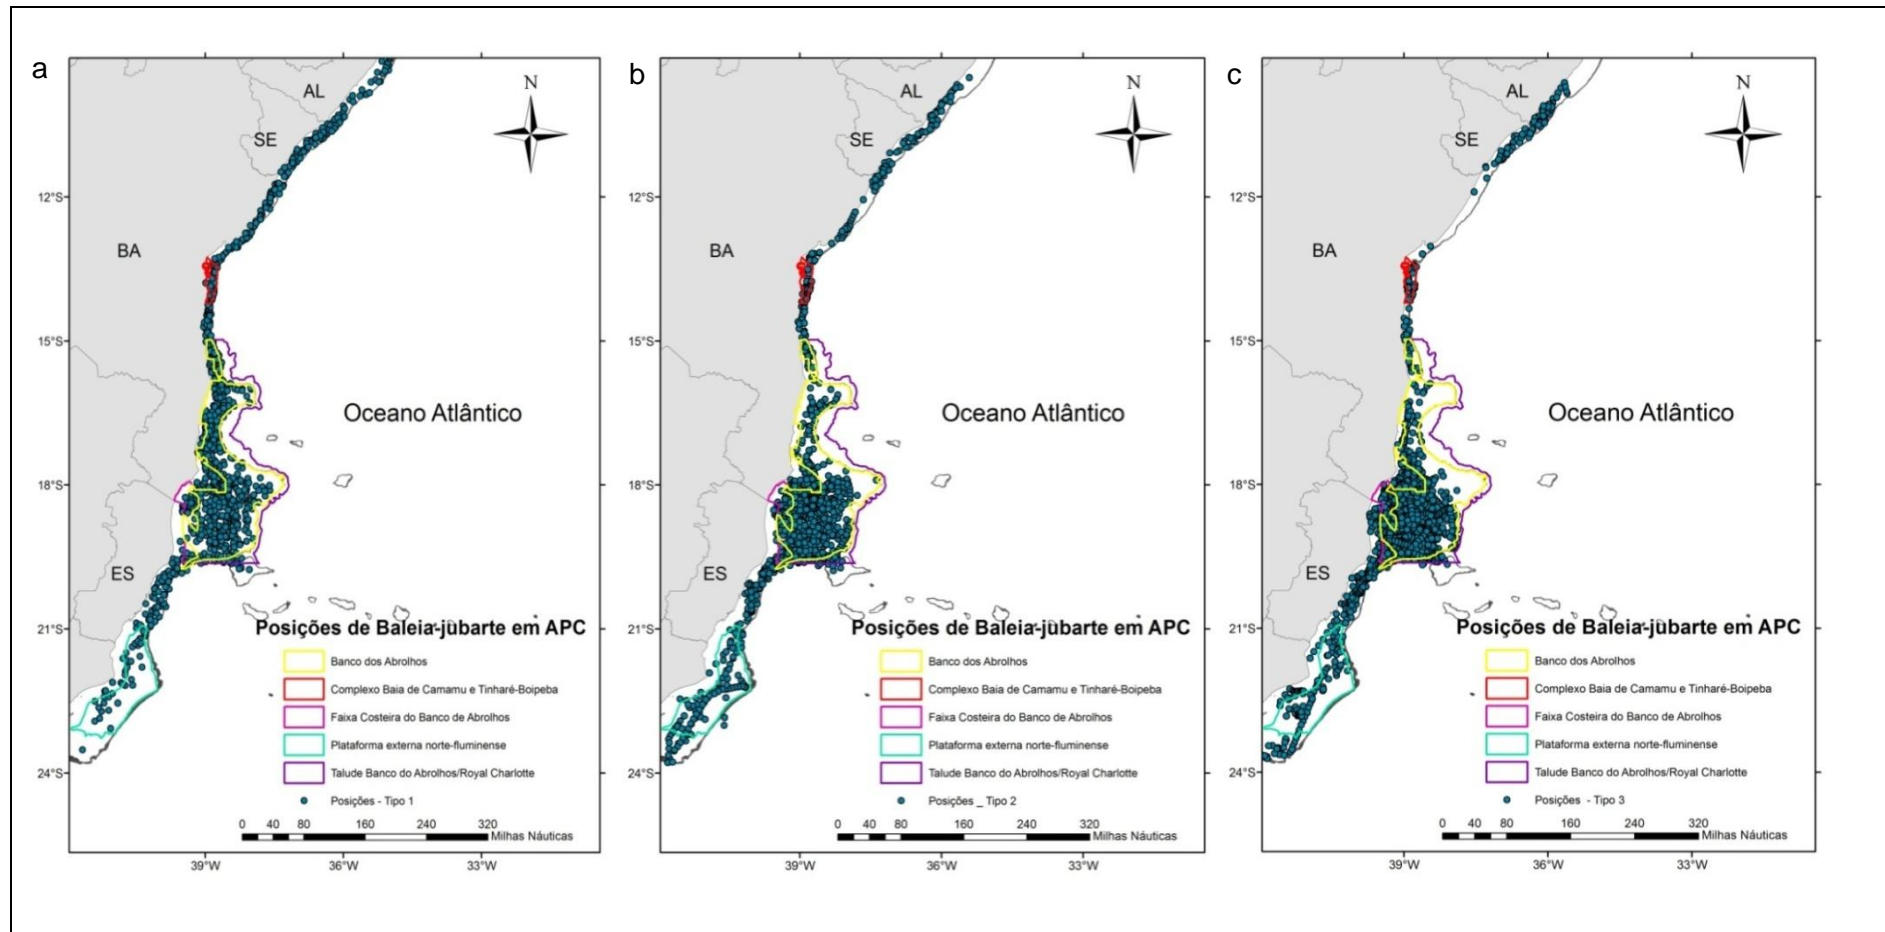 a
N
AL
SE
12°S
BA
15°S
Oceano Atlântico
18°S
ES
21°S
Posições de Baleia-jubarte em APC
Banco dos Abrolhos
Complexo Baia de Camamu e Tinharé-Boipeba
Faixa Costeira do Banco de Abrolhos
Plataforma externa norte-fluminense
24°S
Talude Banco do Abrolhos/Royal Charlotte
Posições - Tipo 1
0 40 80 160 240 320
Milhas Náuticas
39°W 36°W 33°W
b
N
AL
SE
12°S
BA
15°S
Oceano Atlântico
18°S
ES
21°S
Posições de Baleia-jubarte em APC
Banco dos Abrolhos
Complexo Baia de Camamu e Tinharé-Boipeba
Faixa Costeira do Banco de Abrolhos
Plataforma externa norte-fluminense
24°S
Talude Banco do Abrolhos/Royal Charlotte
Posições _ Tipo 2
0 40 80 160 240 320
Milhas Náuticas
39°W 36°W 33°W
c
N
AL
SE
12°S
BA
15°S
Oceano Atlântico
18°S
ES
21°S
Posições de Baleia-jubarte em APC
Banco dos Abrolhos
Complexo Baia de Camamu e Tinharé-Boipeba
Faixa Costeira do Banco de Abrolhos
Plataforma externa norte-fluminense
24°S
Talude Banco do Abrolhos/Royal Charlotte
Posições - Tipo 3
0 40 80 160 240 320
Milhas Náuticas
39°W 36°W 33°W